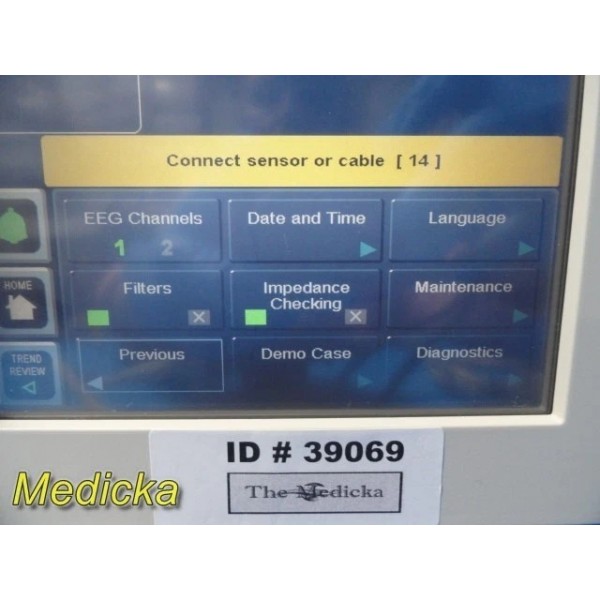 Connect sensor or cable [ 14 ]
EEG Channels
1 2
Date and Time
Language
Filters
Impedance
Checking
Maintenance
HOME
Previous
Demo Case
Diagnostics
TREND
REVIEW
ID # 39069
The Medicka
Medicka